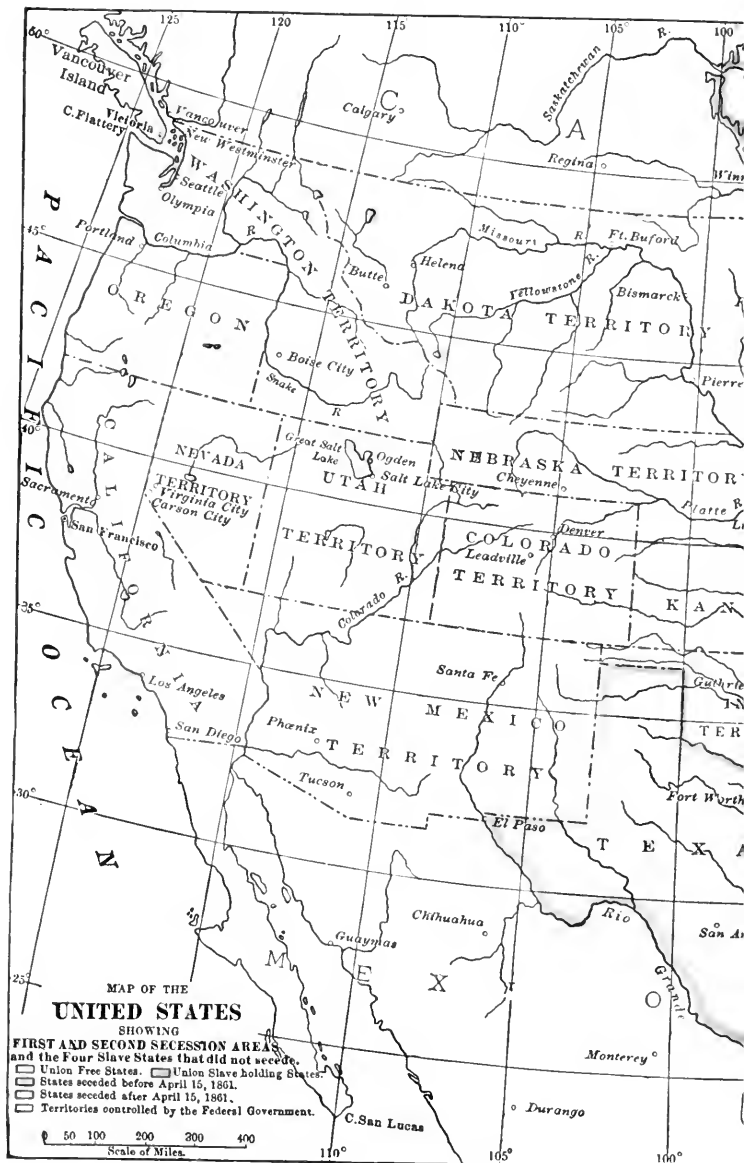 125
120
115
110
105
100
50°
Vancouver
Island
C. Flattery
Victoria
Vancouver
New Westminster
Calgary
C
Saskatchewan
R.
A
Regina
Winn
WASHINGTON TERRITORY
Seattle
Olympia
45°
Portland
Columbia
R
Butte
Helena
Missouri
R
Ft. Buford
Yellowstone
R.
Bismarck
DAKOTA TERRITORY
OREGON
Boise City
Snake
R
Pierre
PACIFIC OCEAN
40°
CALIFORNIA
NEVADA
TERRITORY
Virginia City
Carson City
Great Salt
Lake
Ogden
UTAH
Salt Lake City
TERRITORY
NEBRASKA TERRITORY
Cheyenne
Platte
R
Sacramento
San Francisco
Denver
COLORADO
Leadville
TERRITORY
Colorado
R.
KAN
35°
Los Angeles
San Diego
Santa Fe
NEW MEXICO
TERRITORY
Phœnix
Tucson
Guthrie
TER
Fort Worth
El Paso
TEXA
30°
Chihuahua
Rio
Grande
San An
Guaymas
M E X
O
25°
Monterey
Durango
C. San Lucas
MAP OF THE
UNITED STATES
SHOWING
FIRST AND SECOND SECESSION AREAS
and the Four Slave States that did not secede.
Union Free States. Union Slave holding States.
States seceded before April 15, 1861.
States seceded after April 15, 1861.
Territories controlled by the Federal Government.
0 50 100 200 300 400
Scale of Miles.
110°
105°
100°